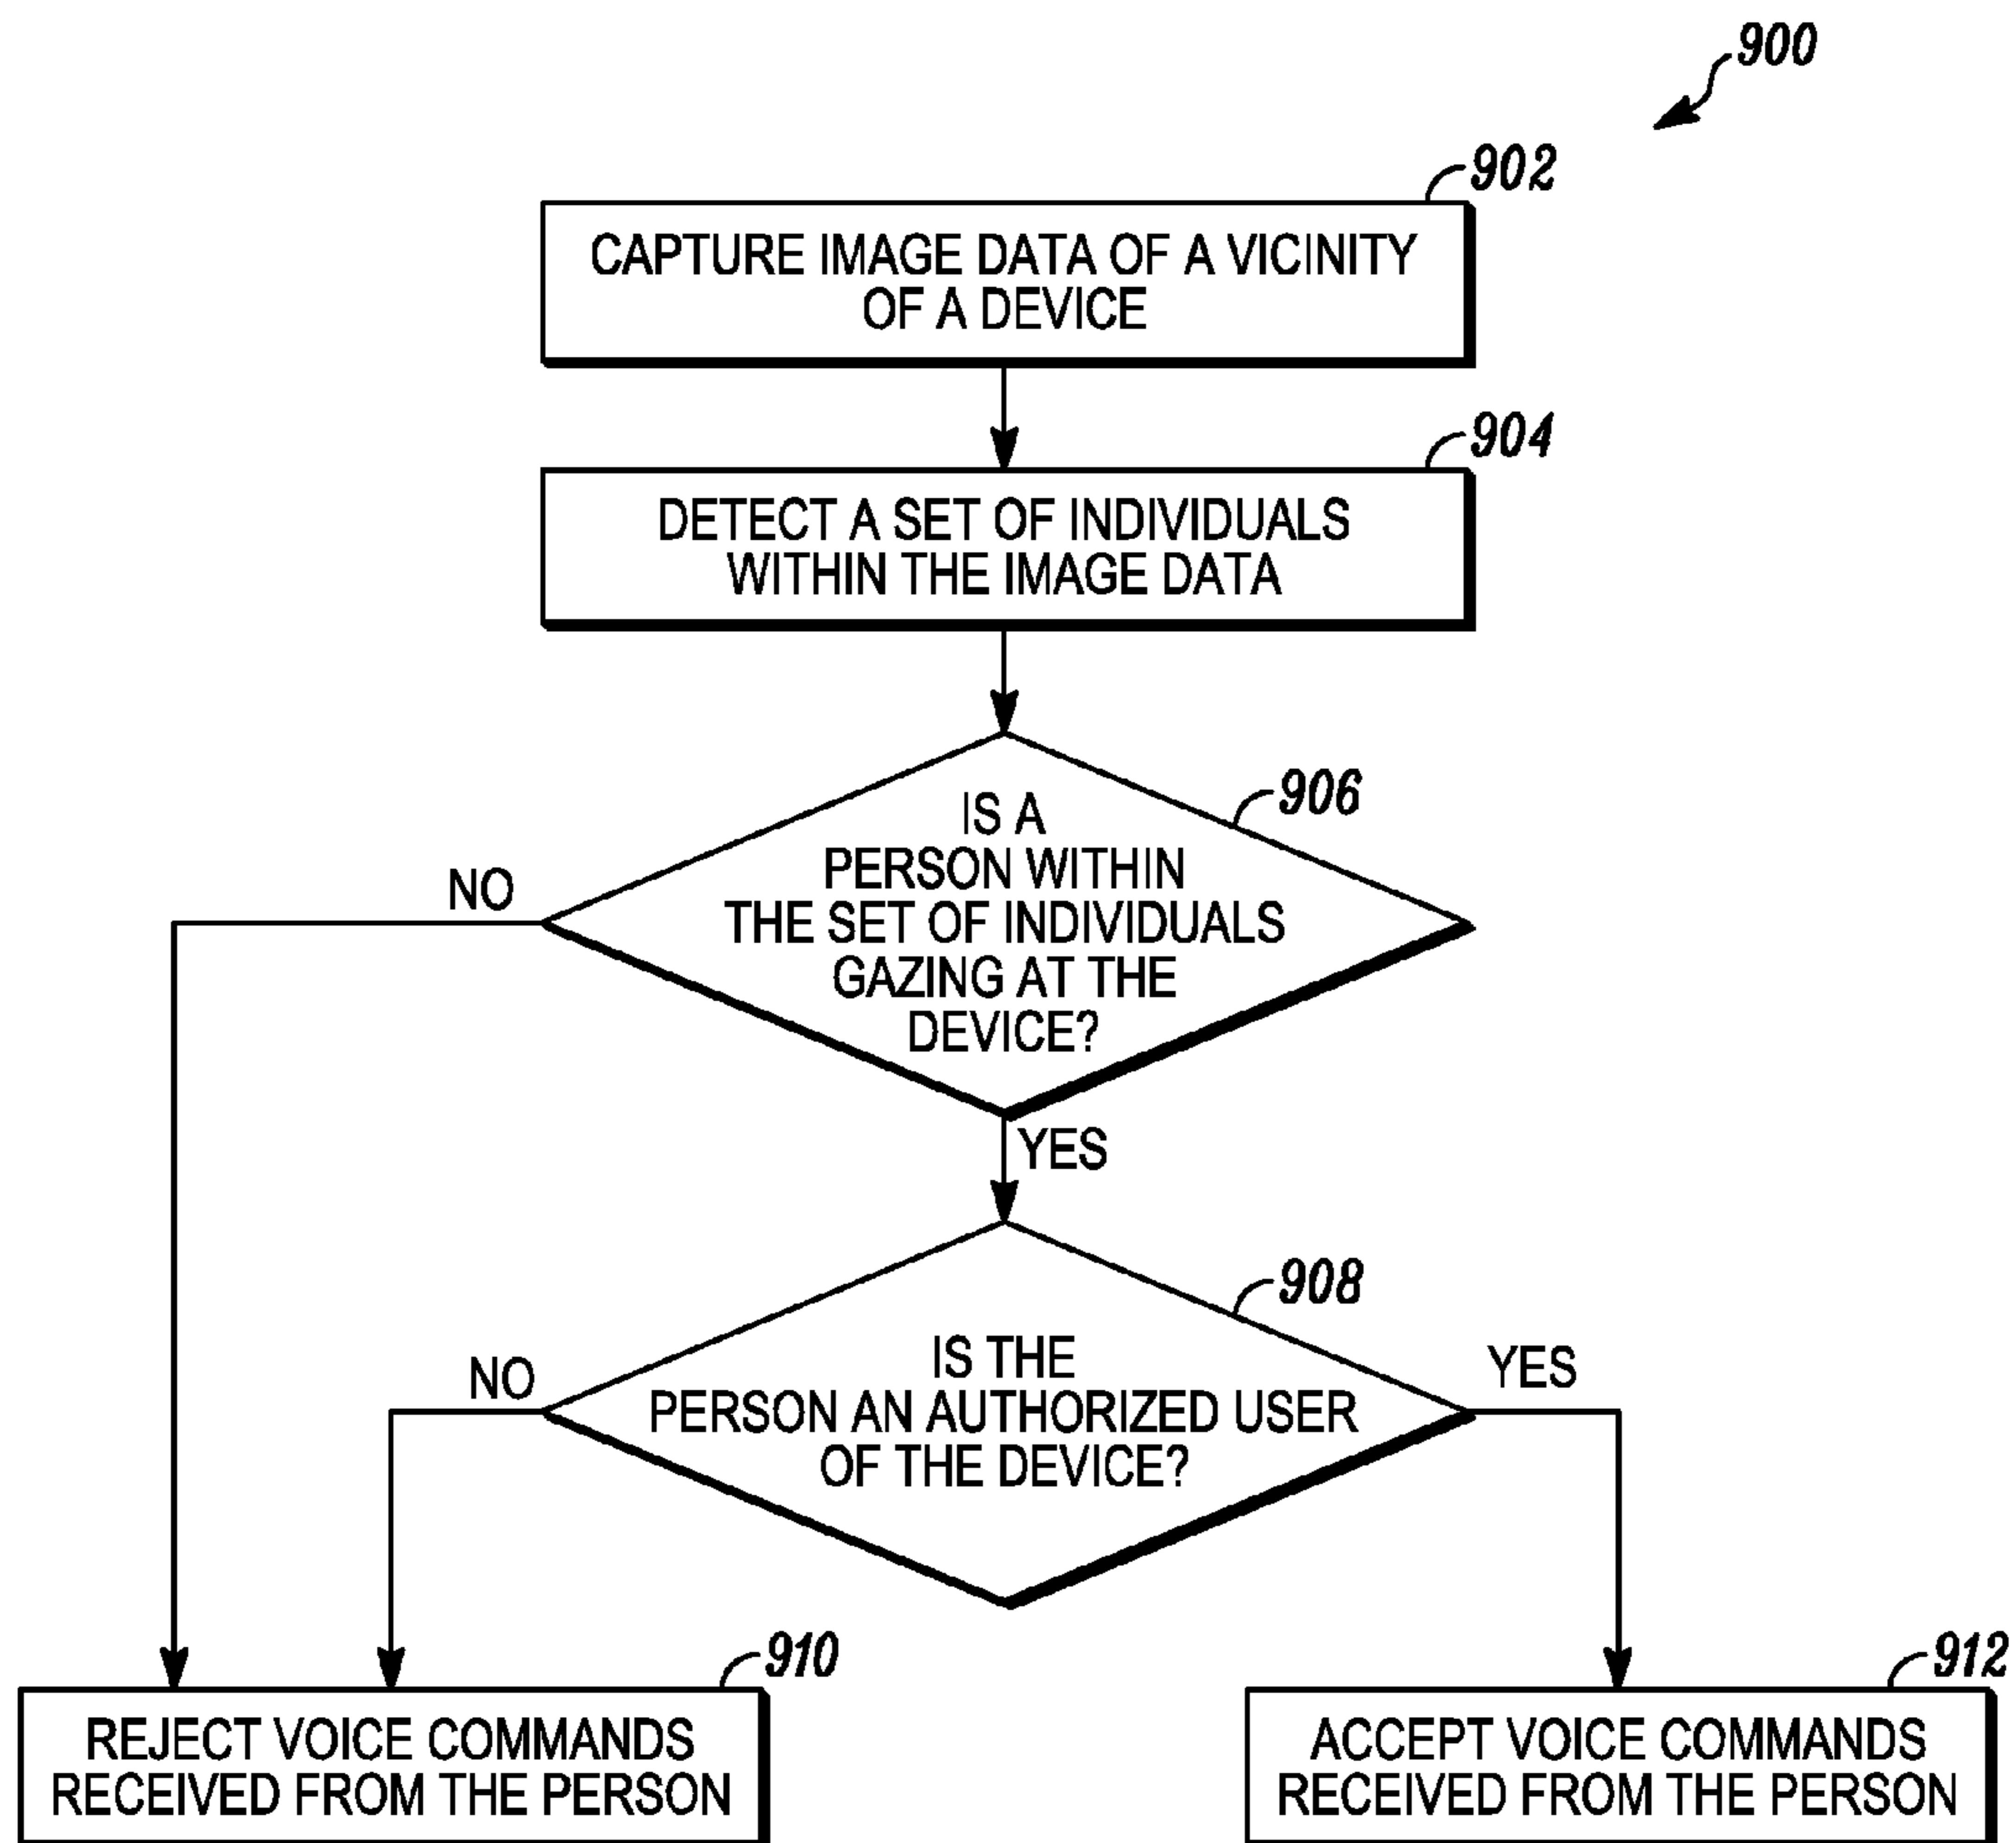 900
902
CAPTURE IMAGE DATA OF A VICINITY
OF A DEVICE
904
DETECT A SET OF INDIVIDUALS
WITHIN THE IMAGE DATA
906
IS A
PERSON WITHIN
THE SET OF INDIVIDUALS
GAZING AT THE
DEVICE?
NO
YES
908
IS THE
PERSON AN AUTHORIZED USER
OF THE DEVICE?
NO
YES
910
REJECT VOICE COMMANDS
RECEIVED FROM THE PERSON
912
ACCEPT VOICE COMMANDS
RECEIVED FROM THE PERSON